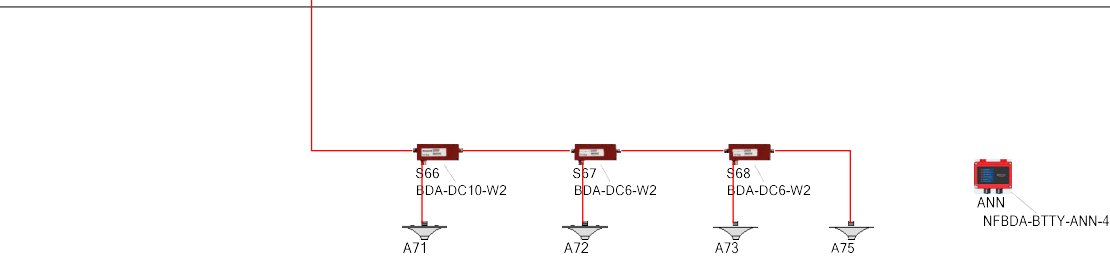 S66
BDA-DC10-W2
S67
BDA-DC6-W2
S68
BDA-DC6-W2
ANN
NFBDA-BTTY-ANN-4
A71
A72
A73
A75